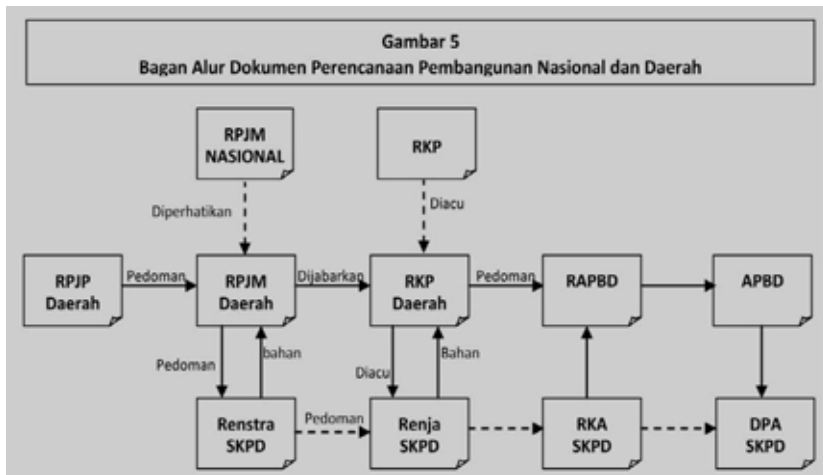 Gambar 5
Bagan Alur Dokumen Perencanaan Pembangunan Nasional dan Daerah
RPJM
NASIONAL
RKP
Diperhatikan
Diacu
RPJP
Daerah
Pedoman
RPJM
Daerah
Dijabarkan
RKP
Daerah
Pedoman
RAPBD
APBD
Pedoman
bahan
Diacu
Bahan
Renstra
SKPD
Pedoman
Renja
SKPD
RKA
SKPD
DPA
SKPD